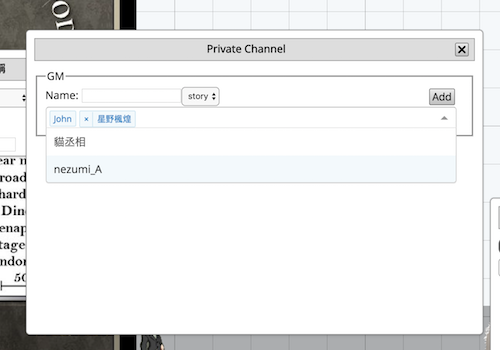 Private Channel
GM
Name:
story
Add
John
× 星野楓煌
貓丞相
nezumi_A
ear
road
hard
Din
enap
tage
ndon
50